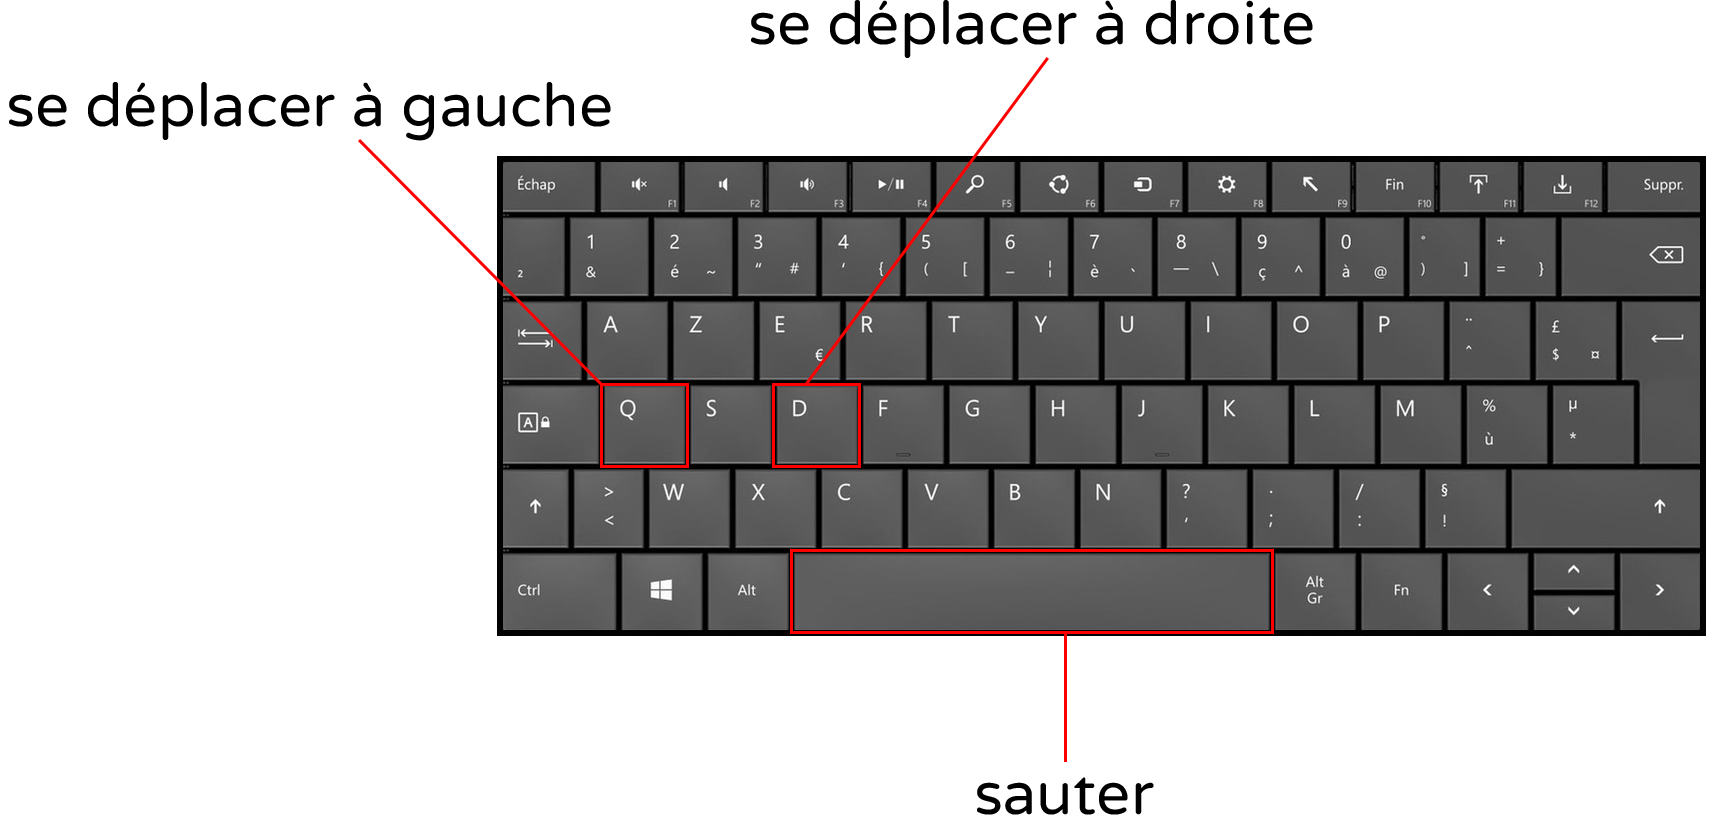 se déplacer à droite
se déplacer à gauche
Échap F1 F2 F3 F4 F5 F6 F7 F8 F9 Fin F10 F11 F12 Suppr.
1 2 3 4 5 6 7 8 9 0 ° +
² & é ~ " # ' { ( [ _ ¦ è ` — \ ç ^ à @ ) ] = }
A Z E R T Y U I O P ¨ £
€ ^ $ ¤
Q S D F G H J K L M % µ
A ù *
> W X C V B N ? . / §
< , ; : !
Ctrl Alt Alt Gr Fn < ^ >
sauter